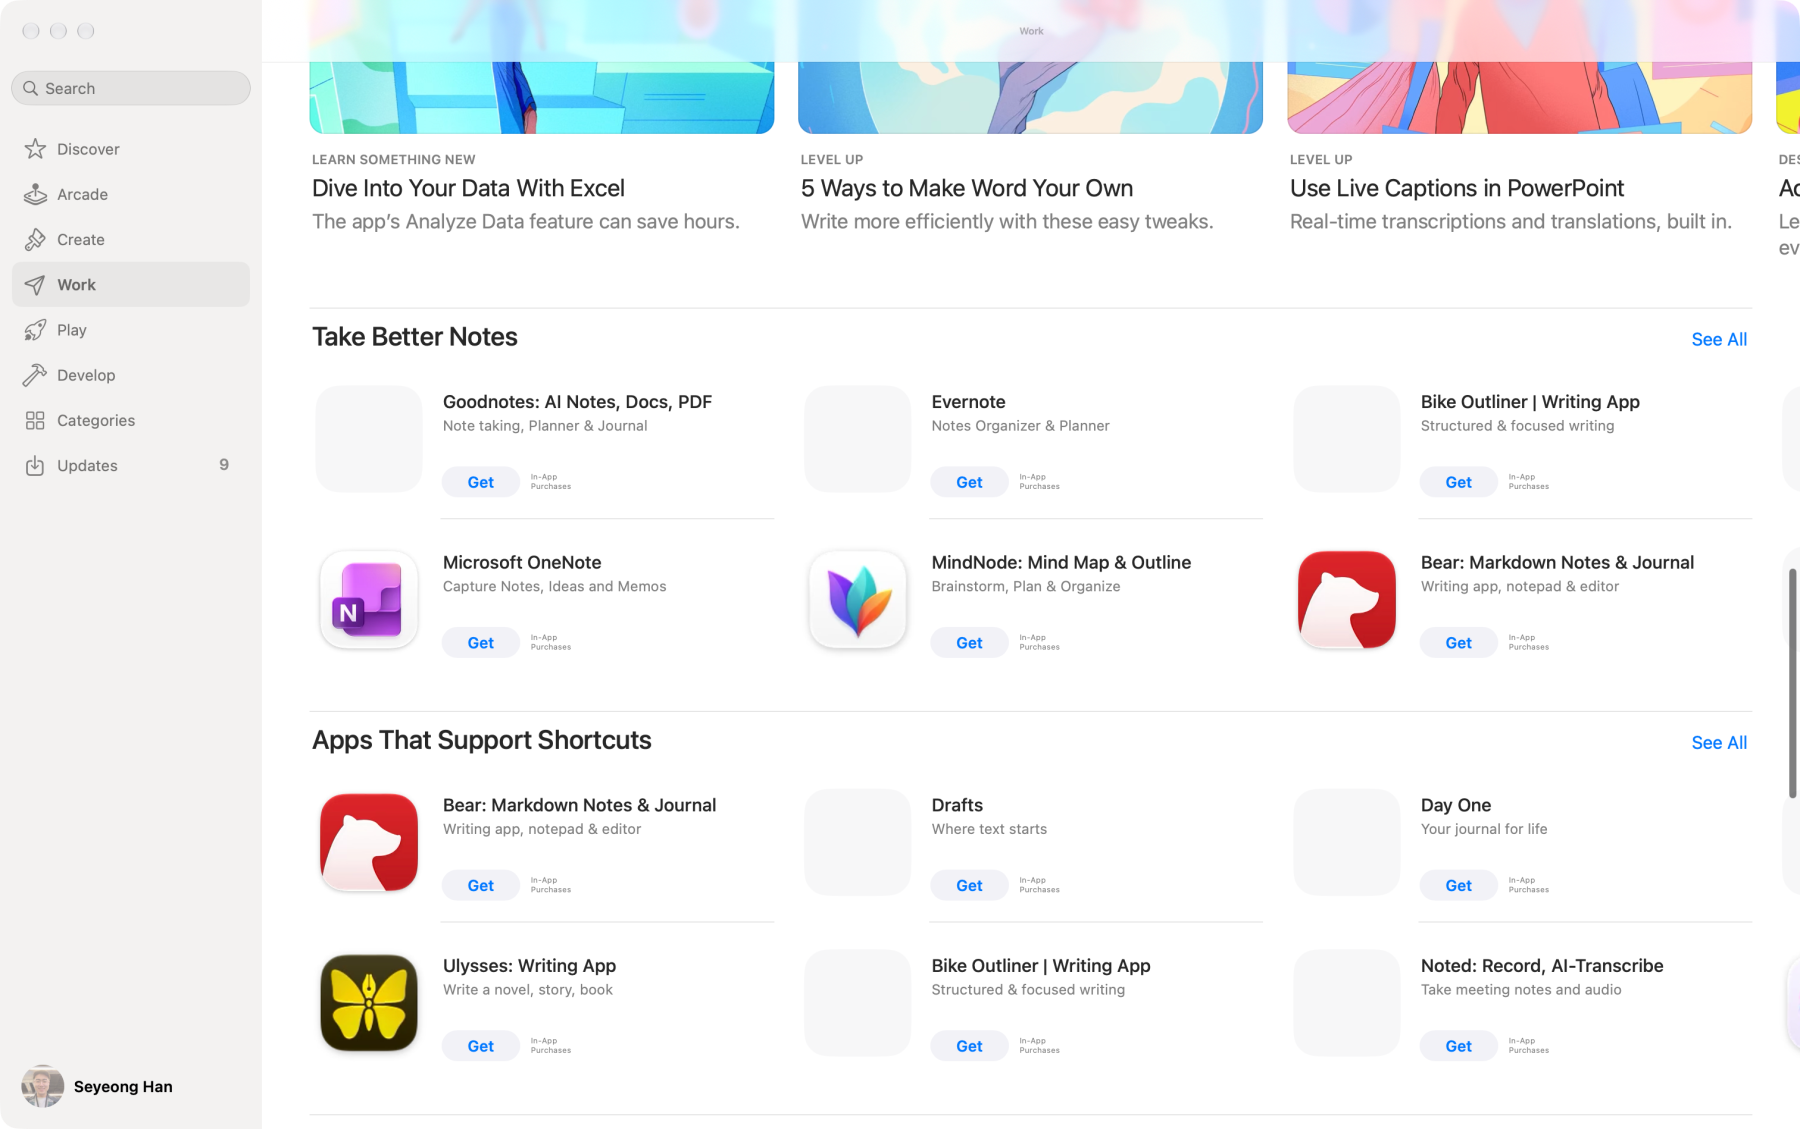 Search
Discover
Arcade
Create
Work
Play
Develop
Categories
Updates 9
Seyeong Han
Work
LEARN SOMETHING NEW
Dive Into Your Data With Excel
The app's Analyze Data feature can save hours.
LEVEL UP
5 Ways to Make Word Your Own
Write more efficiently with these easy tweaks.
LEVEL UP
Use Live Captions in PowerPoint
Real-time transcriptions and translations, built in.
Take Better Notes
See All
Goodnotes: AI Notes, Docs, PDF
Note taking, Planner & Journal
Get
In-App
Purchases
Evernote
Notes Organizer & Planner
Get
In-App
Purchases
Bike Outliner | Writing App
Structured & focused writing
Get
In-App
Purchases
N
Microsoft OneNote
Capture Notes, Ideas and Memos
Get
In-App
Purchases
MindNode: Mind Map & Outline
Brainstorm, Plan & Organize
Get
In-App
Purchases
Bear: Markdown Notes & Journal
Writing app, notepad & editor
Get
In-App
Purchases
Apps That Support Shortcuts
See All
Bear: Markdown Notes & Journal
Writing app, notepad & editor
Get
In-App
Purchases
Drafts
Where text starts
Get
In-App
Purchases
Day One
Your journal for life
Get
In-App
Purchases
Ulysses: Writing App
Write a novel, story, book
Get
In-App
Purchases
Bike Outliner | Writing App
Structured & focused writing
Get
In-App
Purchases
Noted: Record, AI-Transcribe
Take meeting notes and audio
Get
In-App
Purchases